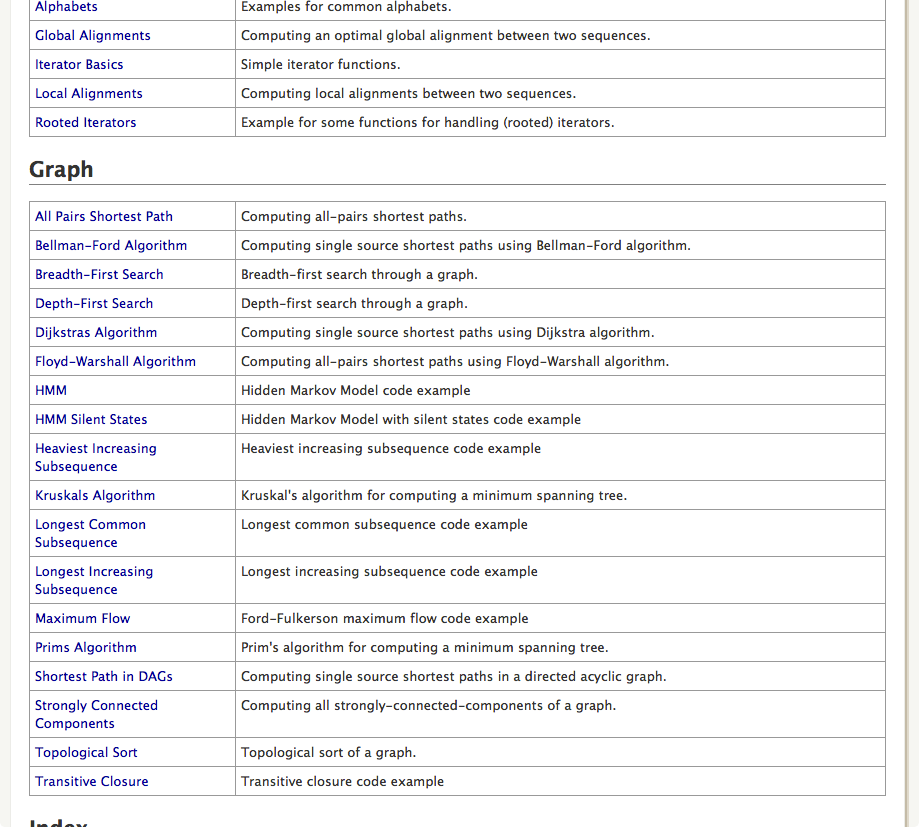 Alphabets Examples for common alphabets.
Global Alignments Computing an optimal global alignment between two sequences.
Iterator Basics Simple iterator functions.
Local Alignments Computing local alignments between two sequences.
Rooted Iterators Example for some functions for handling (rooted) iterators.
Graph
All Pairs Shortest Path Computing all-pairs shortest paths.
Bellman-Ford Algorithm Computing single source shortest paths using Bellman-Ford algorithm.
Breadth-First Search Breadth-first search through a graph.
Depth-First Search Depth-first search through a graph.
Dijkstras Algorithm Computing single source shortest paths using Dijkstra algorithm.
Floyd-Warshall Algorithm Computing all-pairs shortest paths using Floyd-Warshall algorithm.
HMM Hidden Markov Model code example
HMM Silent States Hidden Markov Model with silent states code example
Heaviest Increasing Heaviest increasing subsequence code example
Subsequence
Kruskals Algorithm Kruskal's algorithm for computing a minimum spanning tree.
Longest Common Longest common subsequence code example
Subsequence
Longest Increasing Longest increasing subsequence code example
Subsequence
Maximum Flow Ford-Fulkerson maximum flow code example
Prims Algorithm Prim's algorithm for computing a minimum spanning tree.
Shortest Path in DAGs Computing single source shortest paths in a directed acyclic graph.
Strongly Connected Computing all strongly-connected-components of a graph.
Components
Topological Sort Topological sort of a graph.
Transitive Closure Transitive closure code example
Index